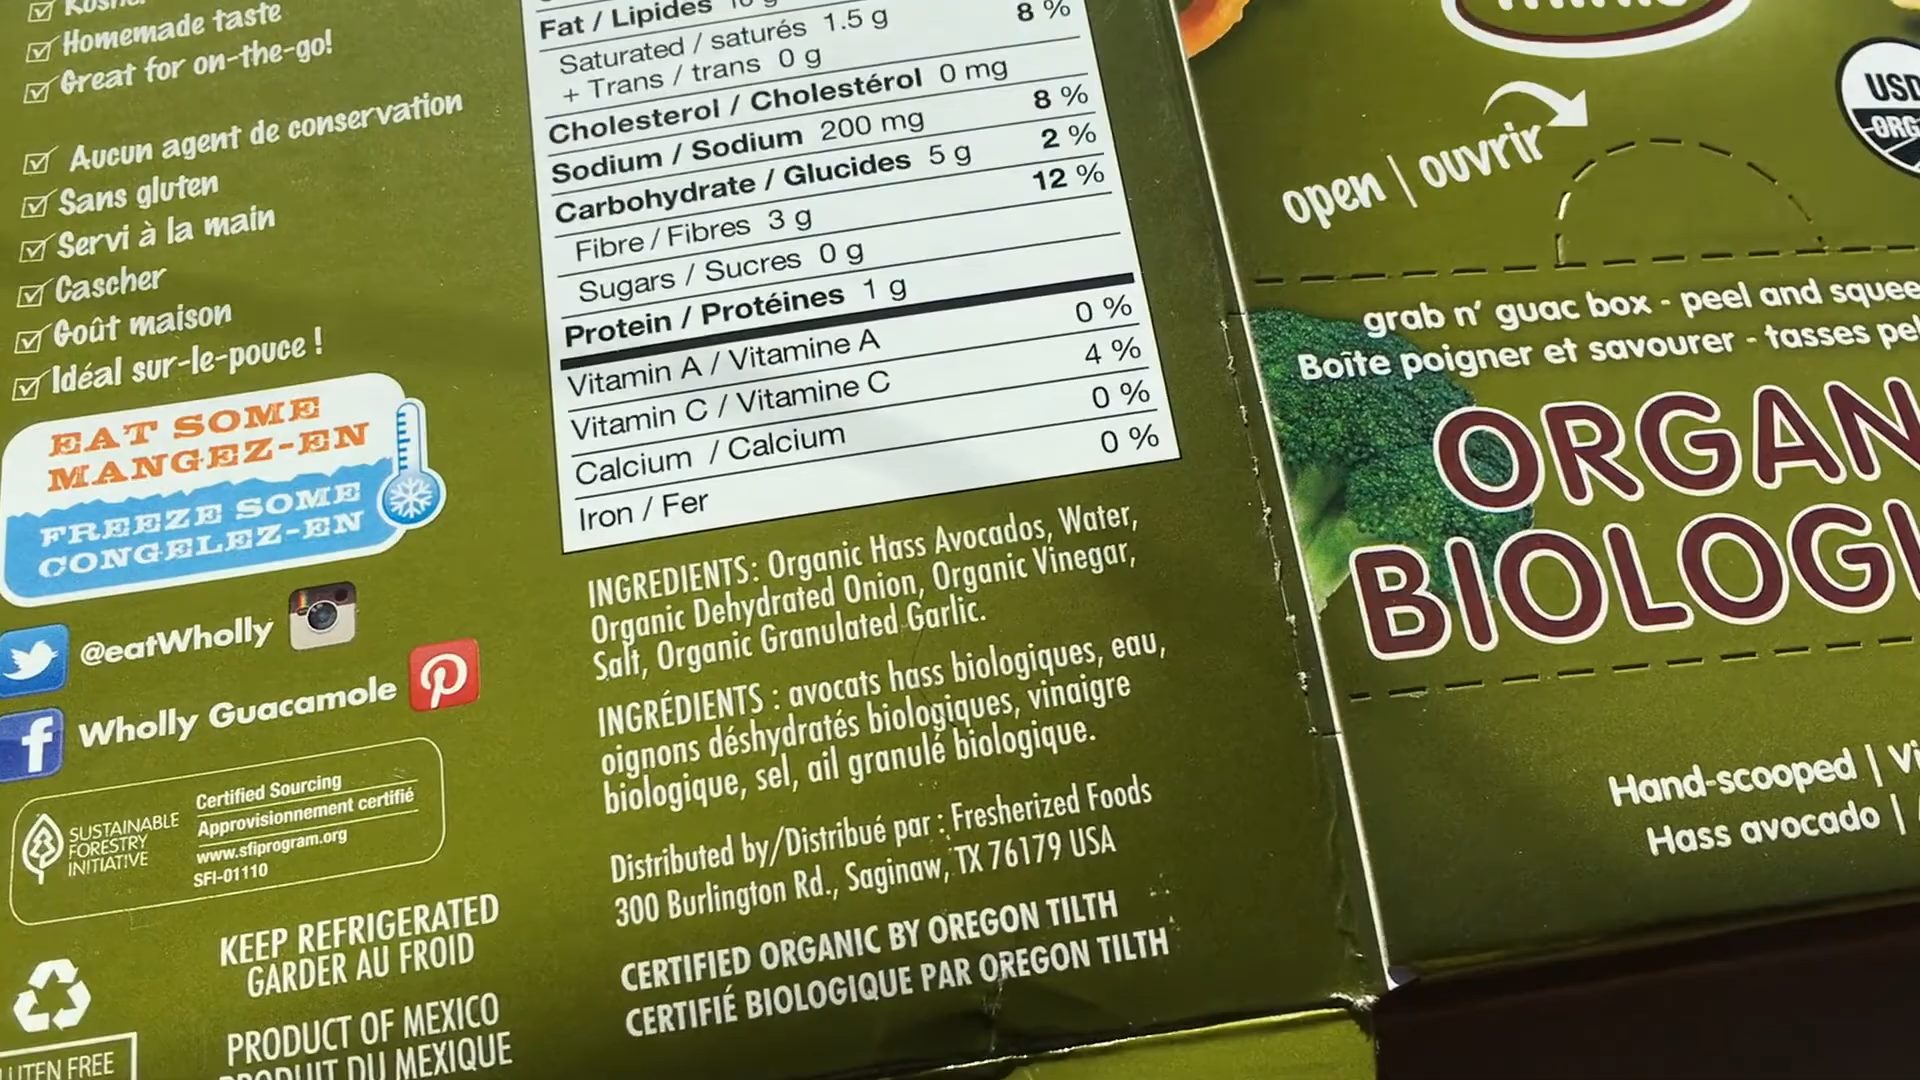 Homemade taste
Great for on-the-go!
Aucun agent de conservation
Sans gluten
Servi à la main
Cascher
Goût maison
Idéal sur-le-pouce !
EAT SOME
MANGEZ-EN
FREEZE SOME
CONGELEZ-EN
@eatWholly
f Wholly Guacamole
SUSTAINABLE
FORESTRY
INITIATIVE
Certified Sourcing
Approvisionnement certifié
www.sfiprogram.org
SFI-01110
KEEP REFRIGERATED
GARDER AU FROID
PRODUCT OF MEXICO
PRODUIT DU MEXIQUE
FREE
Fat / Lipides
Saturated / saturés 1.5 g 8 %
+ Trans / trans 0 g
Cholesterol / Cholestérol 0 mg
Sodium / Sodium 200 mg 8 %
Carbohydrate / Glucides 5 g 2 %
Fibre / Fibres 3 g 12 %
Sugars / Sucres 0 g
Protein / Protéines 1 g
Vitamin A / Vitamine A 0 %
Vitamin C / Vitamine C 4 %
Calcium / Calcium 0 %
Iron / Fer 0 %
INGREDIENTS: Organic Hass Avocados, Water,
Organic Dehydrated Onion, Organic Vinegar,
Salt, Organic Granulated Garlic.
INGRÉDIENTS : avocats hass biologiques, eau,
oignons déshydratés biologiques, vinaigre
biologique, sel, ail granulé biologique.
Distributed by/Distribué par : Fresherized Foods
300 Burlington Rd., Saginaw, TX 76179 USA
CERTIFIED ORGANIC BY OREGON TILTH
CERTIFIÉ BIOLOGIQUE PAR OREGON TILTH
open | ouvrir
grab n' guac box - peel and
Boîte poigner et savourer - tasses
Hand-scooped |
Hass avocado |